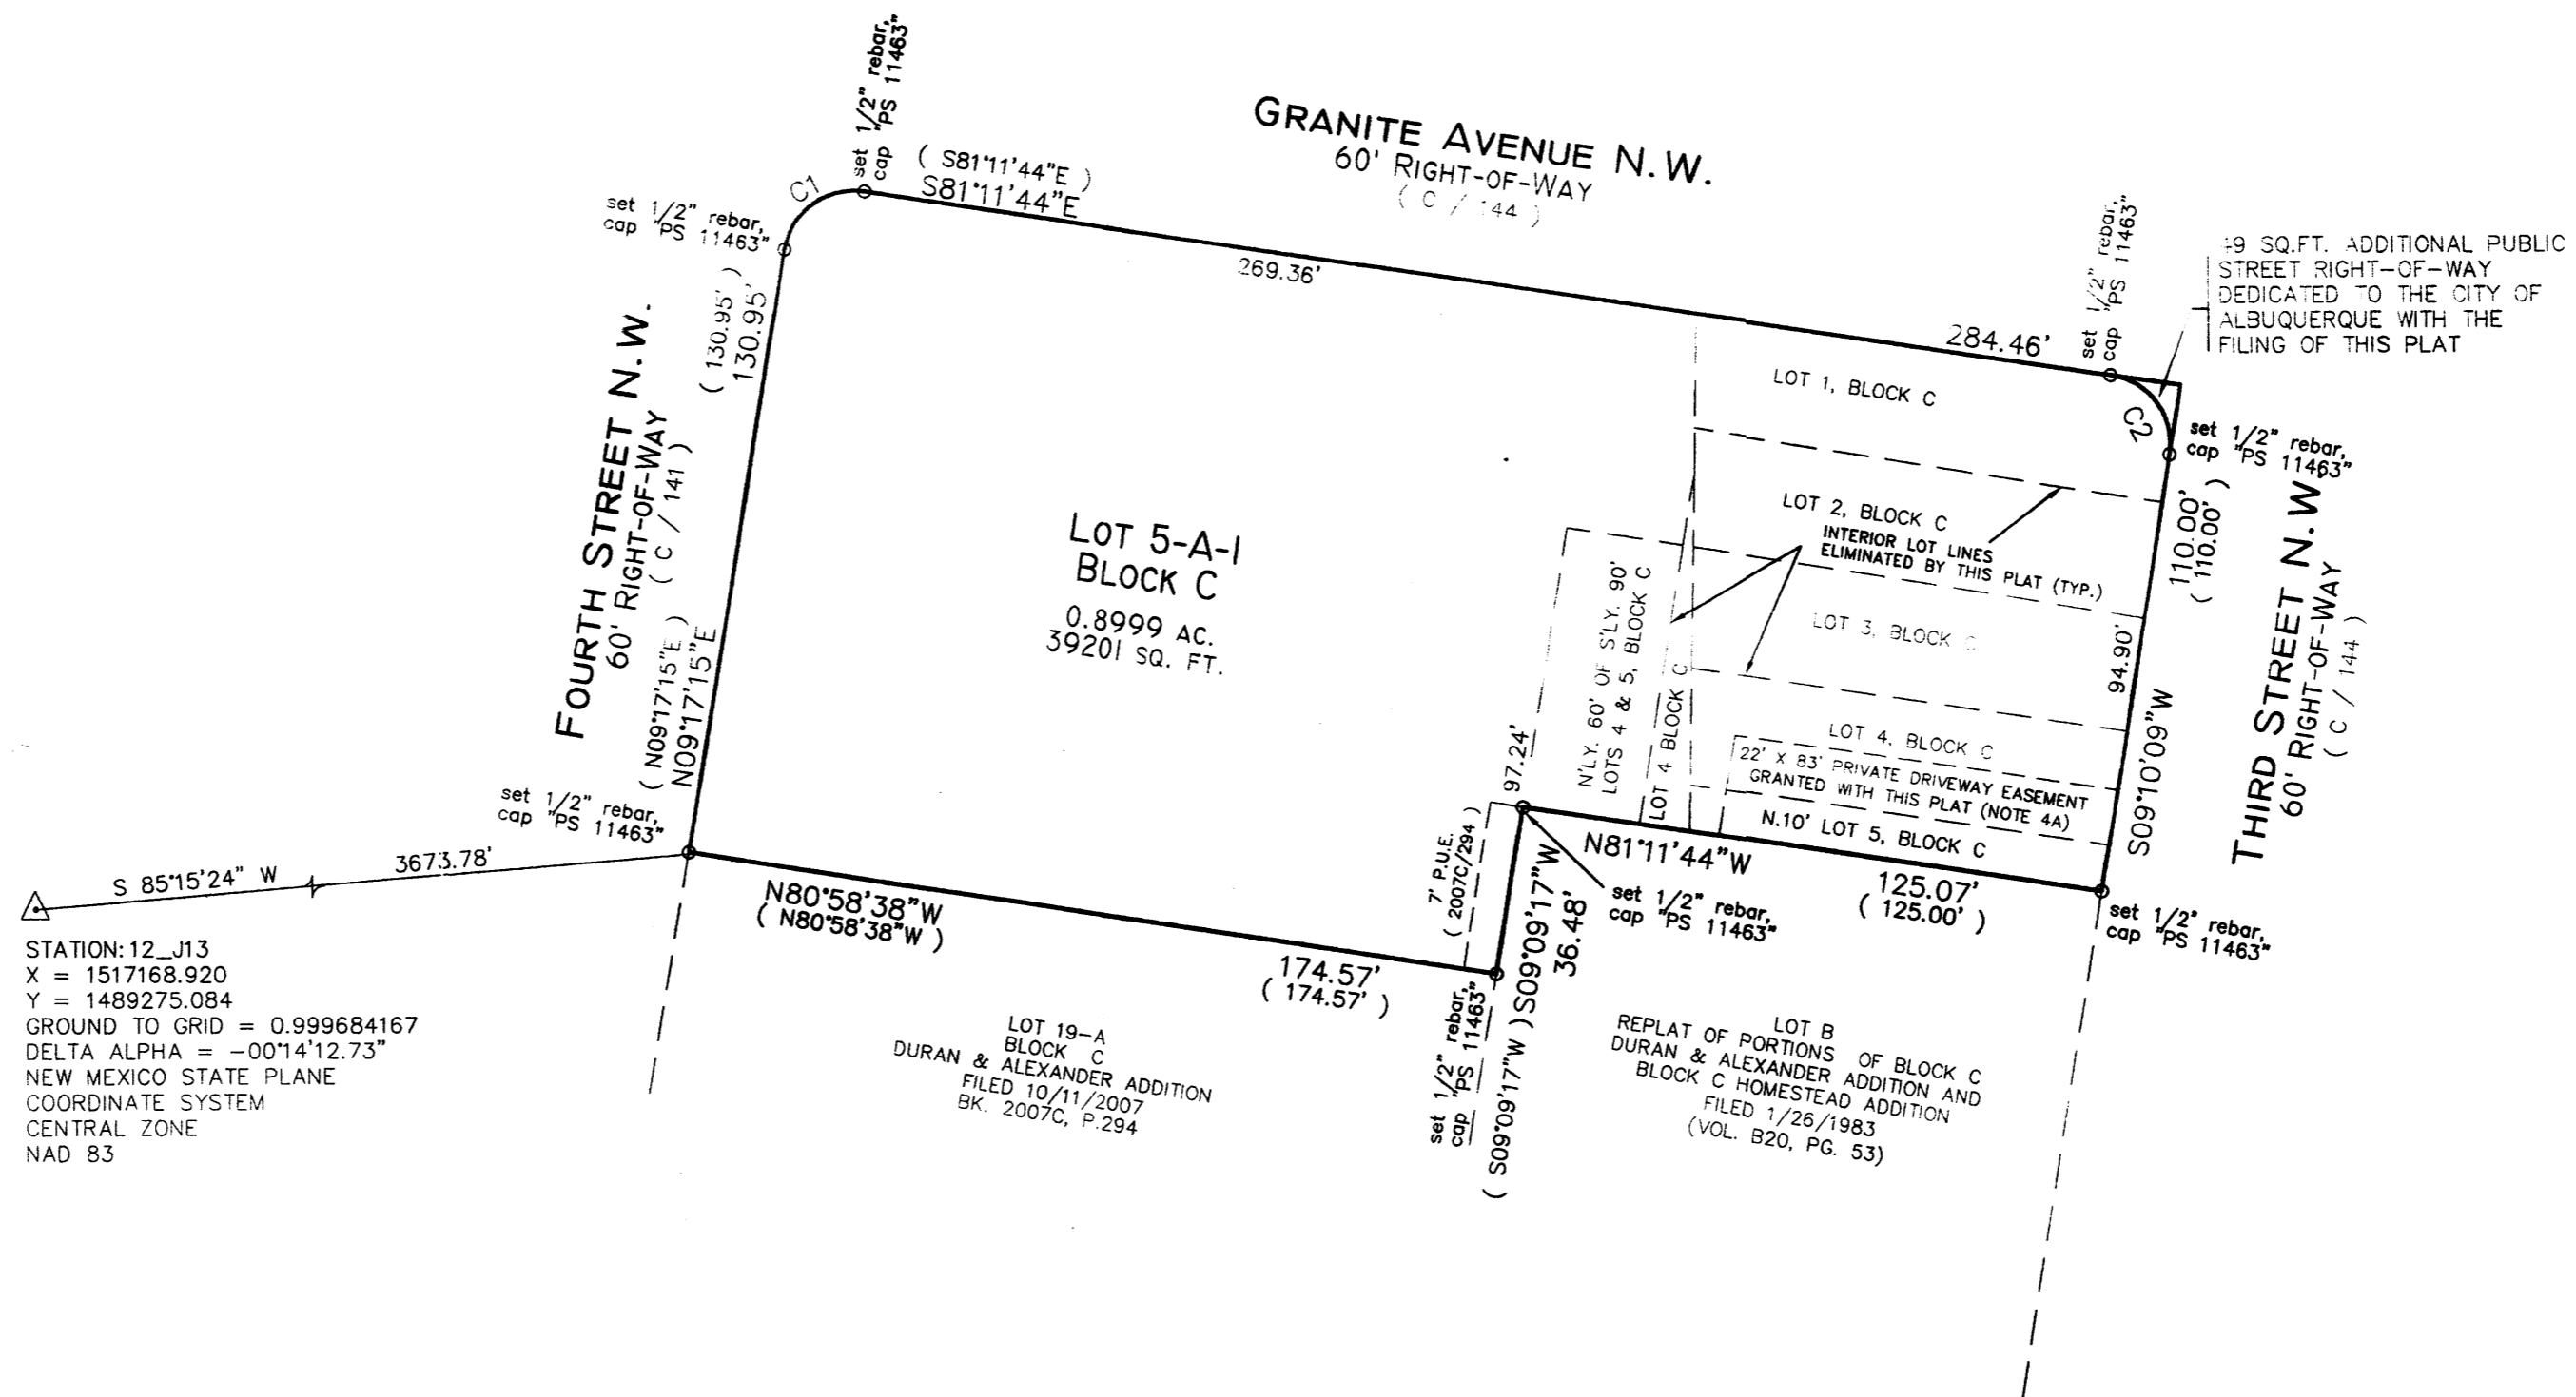 set 1/2" rebar,
cap "PS 11463"
GRANITE AVENUE N.W.
60' RIGHT-OF-WAY
( C / 144 )
C1
( S81°11'44"E )
S81°11'44"E
set 1/2" rebar,
cap "PS 11463"
269.36'
284.46'
set 1/2" rebar,
cap "PS 11463"
SQ.FT. ADDITIONAL PUBLIC
STREET RIGHT-OF-WAY
DEDICATED TO THE CITY OF
ALBUQUERQUE WITH THE
FILING OF THIS PLAT
C2
set 1/2" rebar,
cap "PS 11463"
FOURTH STREET N.W.
60' RIGHT-OF-WAY
( C / 141 )
( 130.95' )
130.95'
( N09°17'15"E )
N09°17'15"E
LOT 5-A-1
BLOCK C
0.8999 AC.
39201 SQ. FT.
LOT 1, BLOCK C
LOT 2, BLOCK C
INTERIOR LOT LINES
ELIMINATED BY THIS PLAT (TYP.)
LOT 3, BLOCK C
LOT 4, BLOCK C
22' X 83' PRIVATE DRIVEWAY EASEMENT
GRANTED WITH THIS PLAT (NOTE 4A)
N.10' LOT 5, BLOCK C
N'LY. 60' OF S'LY. 90'
LOTS 4 & 5, BLOCK C
LOT 4 BLOCK C
97.24'
110.00'
( 110.00' )
94.90'
S09°10'09"W
THIRD STREET N.W.
60' RIGHT-OF-WAY
( C / 144 )
set 1/2" rebar,
cap "PS 11463"
S 85°15'24" W
3673.78'
STATION: 12_J13
X = 1517168.920
Y = 1489275.084
GROUND TO GRID = 0.999684167
DELTA ALPHA = -00°14'12.73"
NEW MEXICO STATE PLANE
COORDINATE SYSTEM
CENTRAL ZONE
NAD 83
N80°58'38"W
( N80°58'38"W )
174.57'
( 174.57' )
7' P.U.E.
( 2007C/294 )
N81°11'44"W
125.07'
( 125.00' )
set 1/2" rebar,
cap "PS 11463"
set 1/2" rebar,
cap "PS 11463"
set 1/2" rebar,
cap "PS 11463"
( S09°09'17"W ) S09°09'17"W
36.48'
LOT 19-A
BLOCK C
DURAN & ALEXANDER ADDITION
FILED 10/11/2007
BK. 2007C, P.294
LOT B
REPLAT OF PORTIONS OF BLOCK C
DURAN & ALEXANDER ADDITION AND
BLOCK C HOMESTEAD ADDITION
FILED 1/26/1983
(VOL. B20, PG. 53)